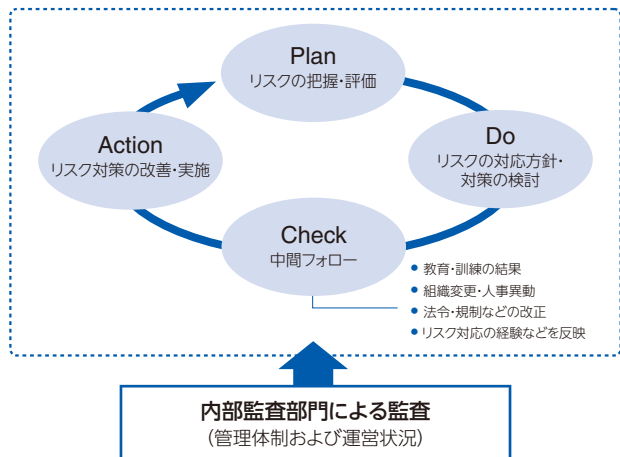 Plan
リスクの把握・評価
Do
リスクの対応方針・
対策の検討
Check
中間フォロー
Action
リスク対策の改善・実施
● 教育・訓練の結果
● 組織変更・人事異動
● 法令・規制などの改正
● リスク対応の経験などを反映
内部監査部門による監査
(管理体制および運営状況)